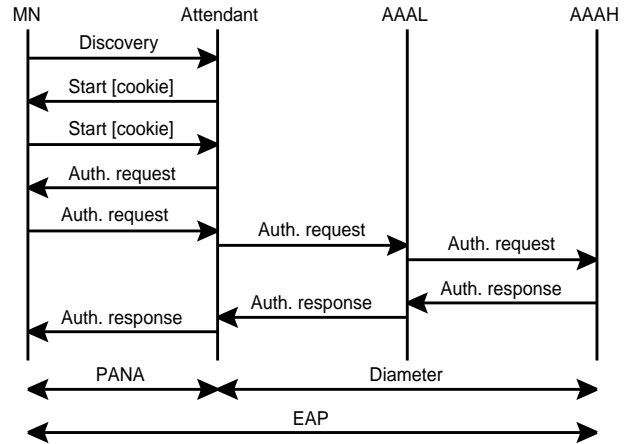 MN
Attendant
AAAL
AAAH
Discovery
Start [cookie]
Start [cookie]
Auth. request
Auth. request
Auth. request
Auth. request
Auth. response
Auth. response
Auth. response
PANA
Diameter
EAP